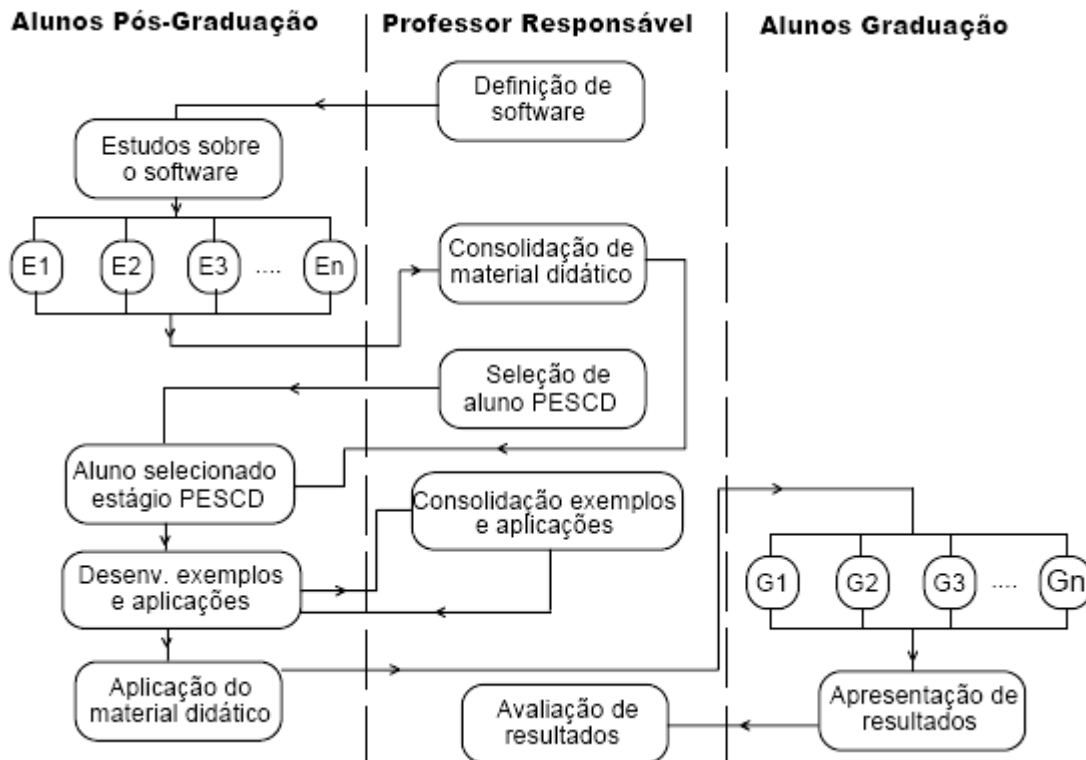 Alunos Pós-Graduação
Professor Responsável
Alunos Graduação
Definição de
software
Estudos sobre
o software
E1 E2 E3 .... En
Consolidação de
material didático
Seleção de
aluno PESCD
Aluno selecionado
estágio PESCD
Consolidação exemplos
e aplicações
Desenv. exemplos
e aplicações
G1 G2 G3 .... Gn
Aplicação do
material didático
Avaliação de
resultados
Apresentação de
resultados